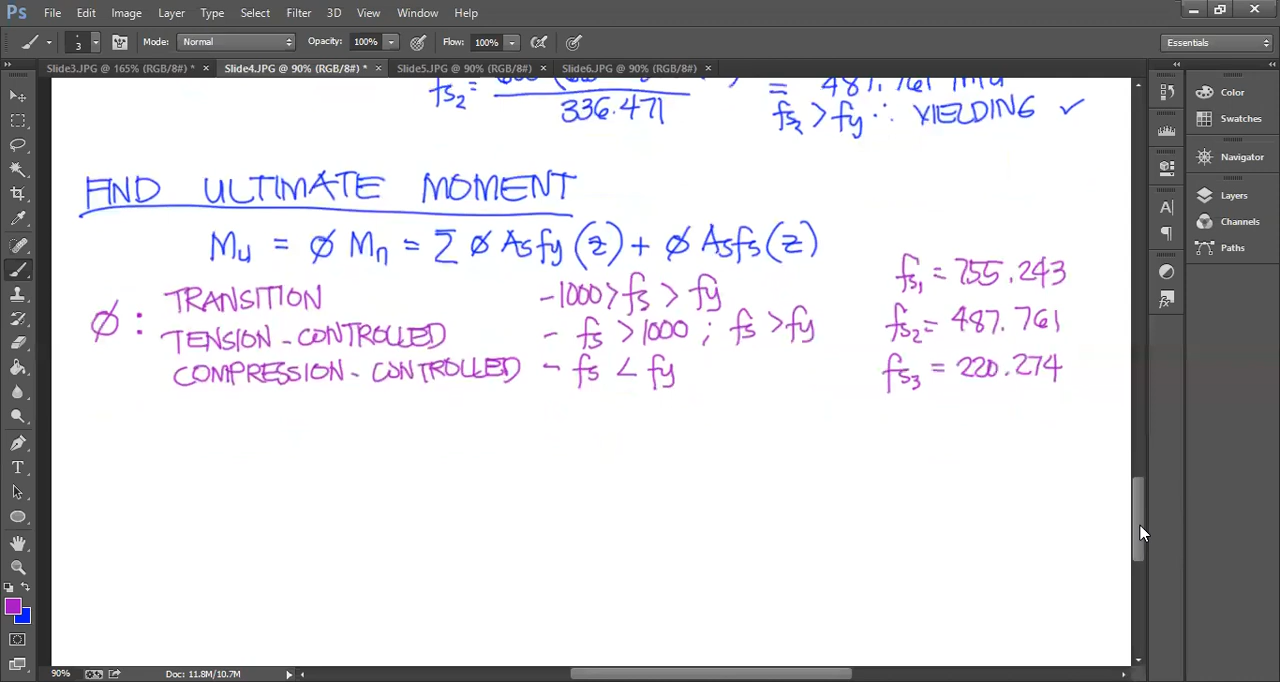 Ps File Edit Image Layer Type Select Filter 3D View Window Help
3 Mode: Normal Opacity: 100% Flow: 100% Essentials
Slide3.JPG @ 165% (RGB/8#) * × Slide4.JPG @ 90% (RGB/8#) * × Slide5.JPG @ 90% (RGB/8#) × Slide6.JPG @ 90% (RGB/8#) ×
fs2 = 336.471 = 487.761
fs2 > fy ∴ YIELDING ✓
FIND ULTIMATE MOMENT
Mu = Ø Mn = Σ Ø Asfy (z) + Ø Asfs (z)
Ø : TRANSITION - 1000 > fs > fy
TENSION - CONTROLLED - fs > 1000 ; fs > fy
COMPRESSION - CONTROLLED - fs < fy
fs1 = 755.243
fs2 = 487.761
fs3 = 220.274
Color
Swatches
Navigator
Layers
Channels
Paths
90% Doc: 11.8M/10.7M